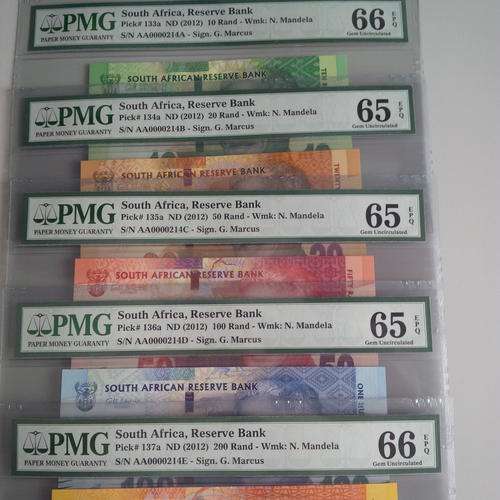 PMG
PAPER MONEY GUARANTY
South Africa, Reserve Bank
Pick# 133a ND (2012) 10 Rand - Wmk: N. Mandela
S/N AA0000214A - Sign. G. Marcus
66 EPQ
Gem Uncirculated
SOUTH AFRICAN RESERVE BANK
PMG
PAPER MONEY GUARANTY
South Africa, Reserve Bank
Pick# 134a ND (2012) 20 Rand - Wmk: N. Mandela
S/N AA0000214B - Sign. G. Marcus
65 EPQ
Gem Uncirculated
SOUTH AFRICAN RESERVE BANK
PMG
PAPER MONEY GUARANTY
South Africa, Reserve Bank
Pick# 135a ND (2012) 50 Rand - Wmk: N. Mandela
S/N AA0000214C - Sign. G. Marcus
65 EPQ
Gem Uncirculated
20
SOUTH AFRICAN RESERVE BANK
PMG
PAPER MONEY GUARANTY
South Africa, Reserve Bank
Pick# 136a ND (2012) 100 Rand - Wmk: N. Mandela
S/N AA0000214D - Sign. G. Marcus
65 EPQ
Gem Uncirculated
50 50
SOUTH AFRICAN RESERVE BANK
ONE
PMG
PAPER MONEY GUARANTY
South Africa, Reserve Bank
Pick# 137a ND (2012) 200 Rand - Wmk: N. Mandela
S/N AA0000214E - Sign. G. Marcus
66 EPQ
Gem Uncirculated
100 100